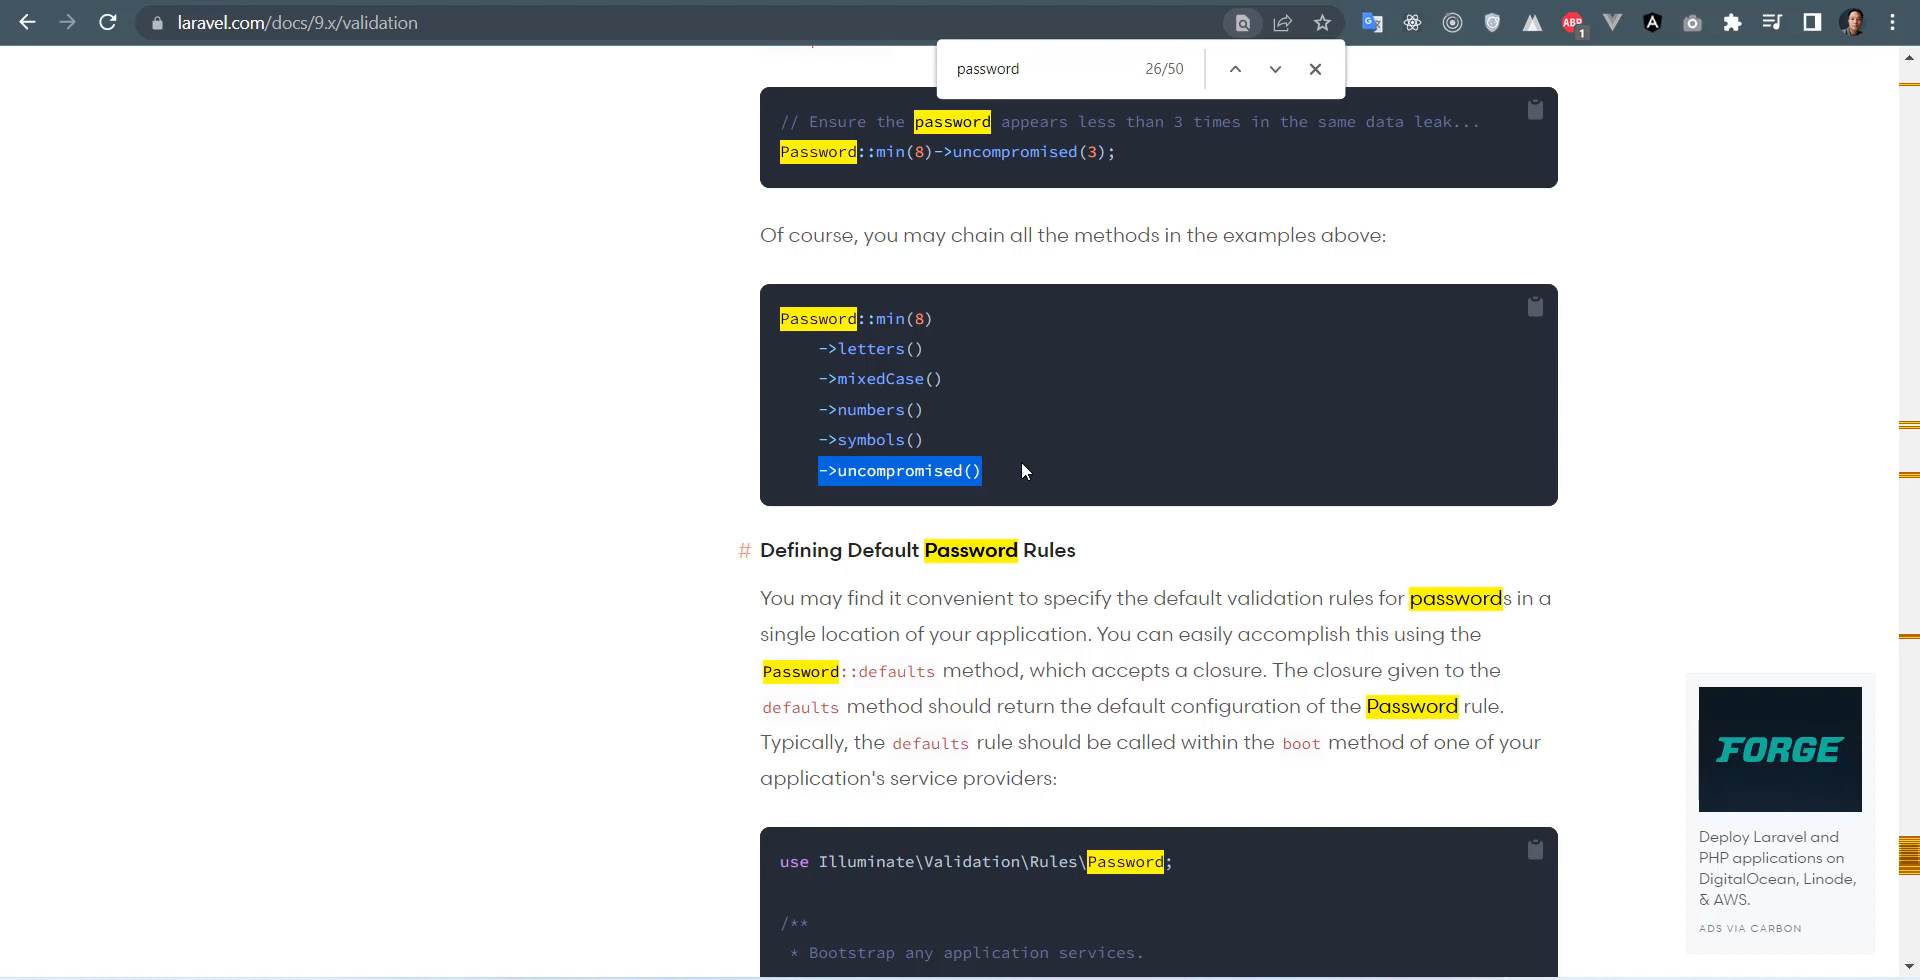 laravel.com/docs/9.x/validation
ABP
1
password
26/50
// Ensure the password appears less than 3 times in the same data leak...
Password::min(8)->uncompromised(3);
Of course, you may chain all the methods in the examples above:
Password::min(8)
->letters()
->mixedCase()
->numbers()
->symbols()
->uncompromised()
# Defining Default Password Rules
You may find it convenient to specify the default validation rules for passwords in a
single location of your application. You can easily accomplish this using the
Password::defaults method, which accepts a closure. The closure given to the
defaults method should return the default configuration of the Password rule.
Typically, the defaults rule should be called within the boot method of one of your
application's service providers:
use Illuminate\Validation\Rules\Password;
/**
* Bootstrap any application services.
FORGE
Deploy Laravel and
PHP applications on
DigitalOcean, Linode,
& AWS.
ADS VIA CARBON